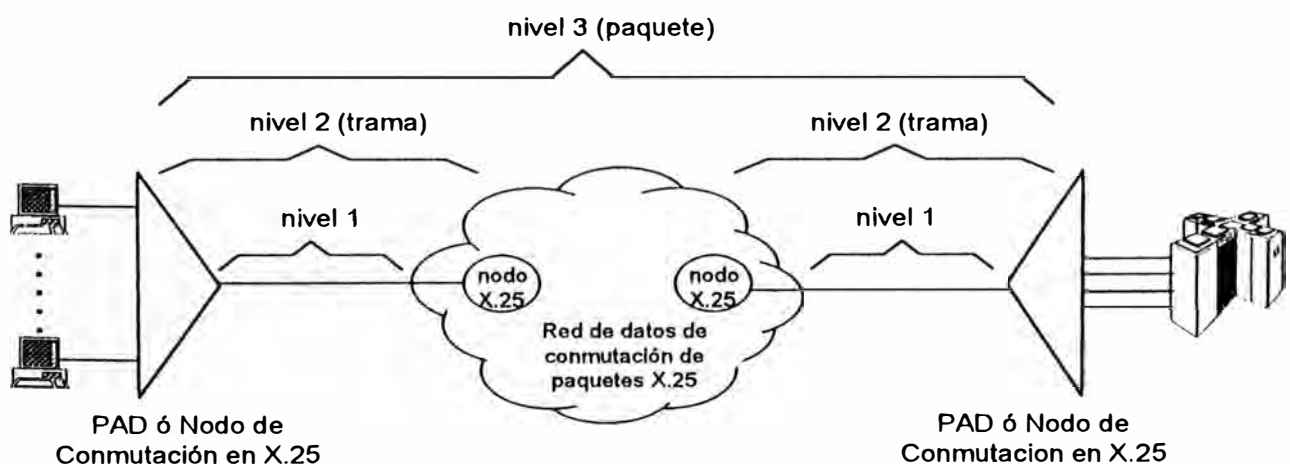 nivel 3 (paquete)
nivel 2 (trama)
nivel 2 (trama)
nivel 1
nivel 1
nodo
X.25
nodo
X.25
Red de datos de
conmutación de
paquetes X.25
PAD ó Nodo de
Conmutación en X.25
PAD ó Nodo de
Conmutacion en X.25